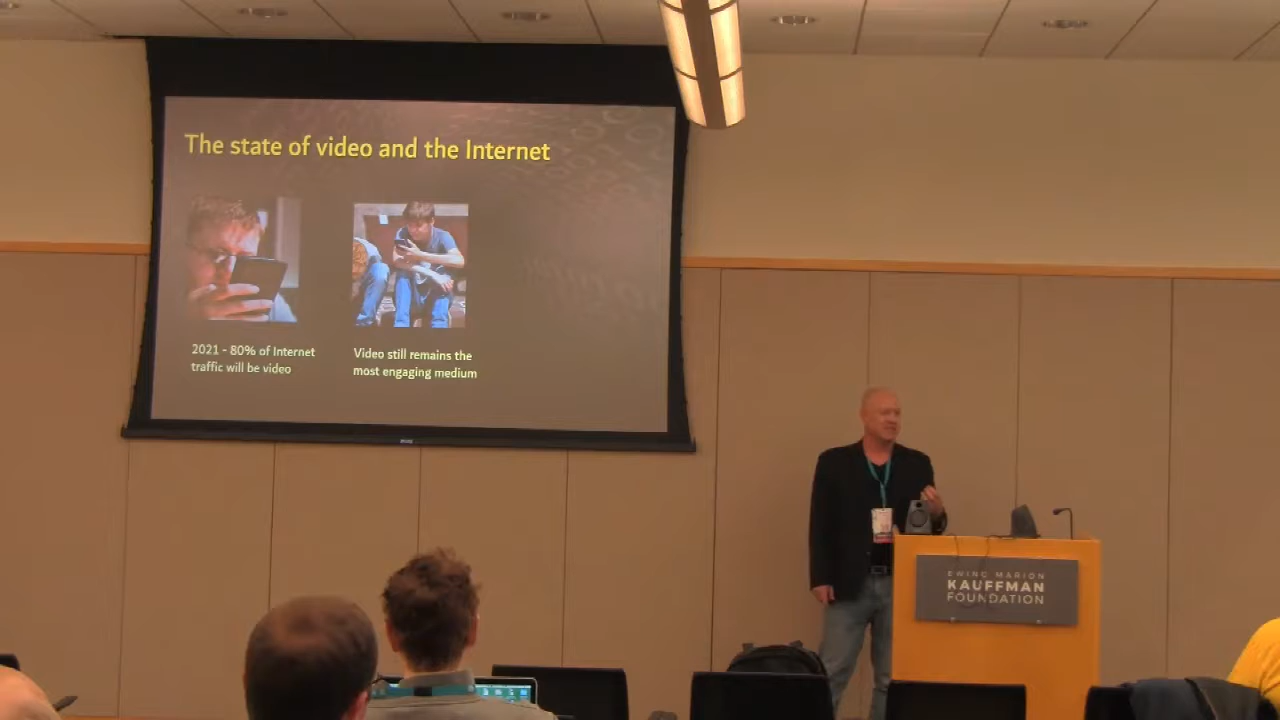 The state of video and the Internet
2021 - 80% of Internet
traffic will be video
Video still remains the
most engaging medium
EWING MARION
KAUFFMAN
FOUNDATION